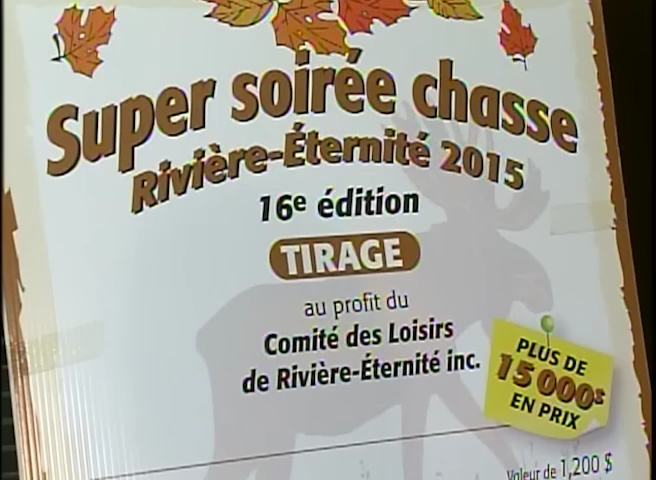 Super soirée chasse
Rivière-Éternité 2015
16e édition
TIRAGE
au profit du
Comité des Loisirs
de Rivière-Éternité inc.
PLUS DE
15 000$
EN PRIX
Valeur de 1,200 $